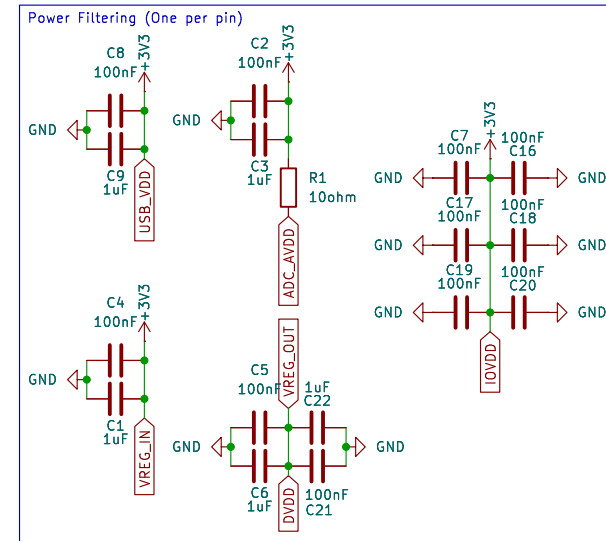 Power Filtering (One per pin)
C8
100nF
+3V3
GND
C9
1uF
USB_VDD
C2
100nF
+3V3
GND
C3
1uF
R1
10ohm
ADC_AVDD
+3V3
C7
100nF
100nF
C16
GND
GND
C17
100nF
100nF
C18
GND
GND
C19
100nF
100nF
C20
GND
GND
IOVDD
C4
100nF
+3V3
GND
C1
1uF
VREG_IN
VREG_OUT
C5
100nF
1uF
C22
GND
GND
C6
1uF
100nF
C21
DVDD